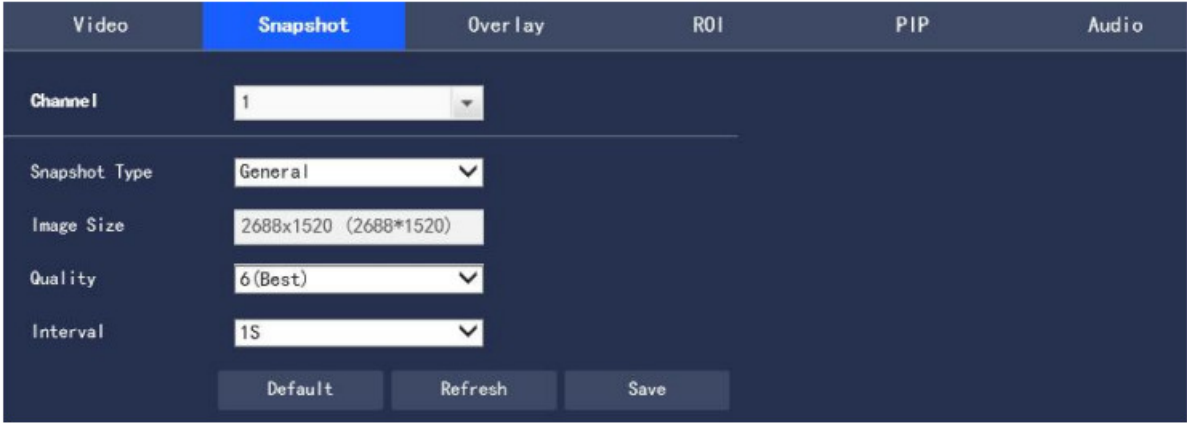 Video Snapshot Overlay ROI PIP Audio
Channel 1
Snapshot Type General
Image Size 2688x1520 (2688*1520)
Quality 6(Best)
Interval 1S
Default Refresh Save